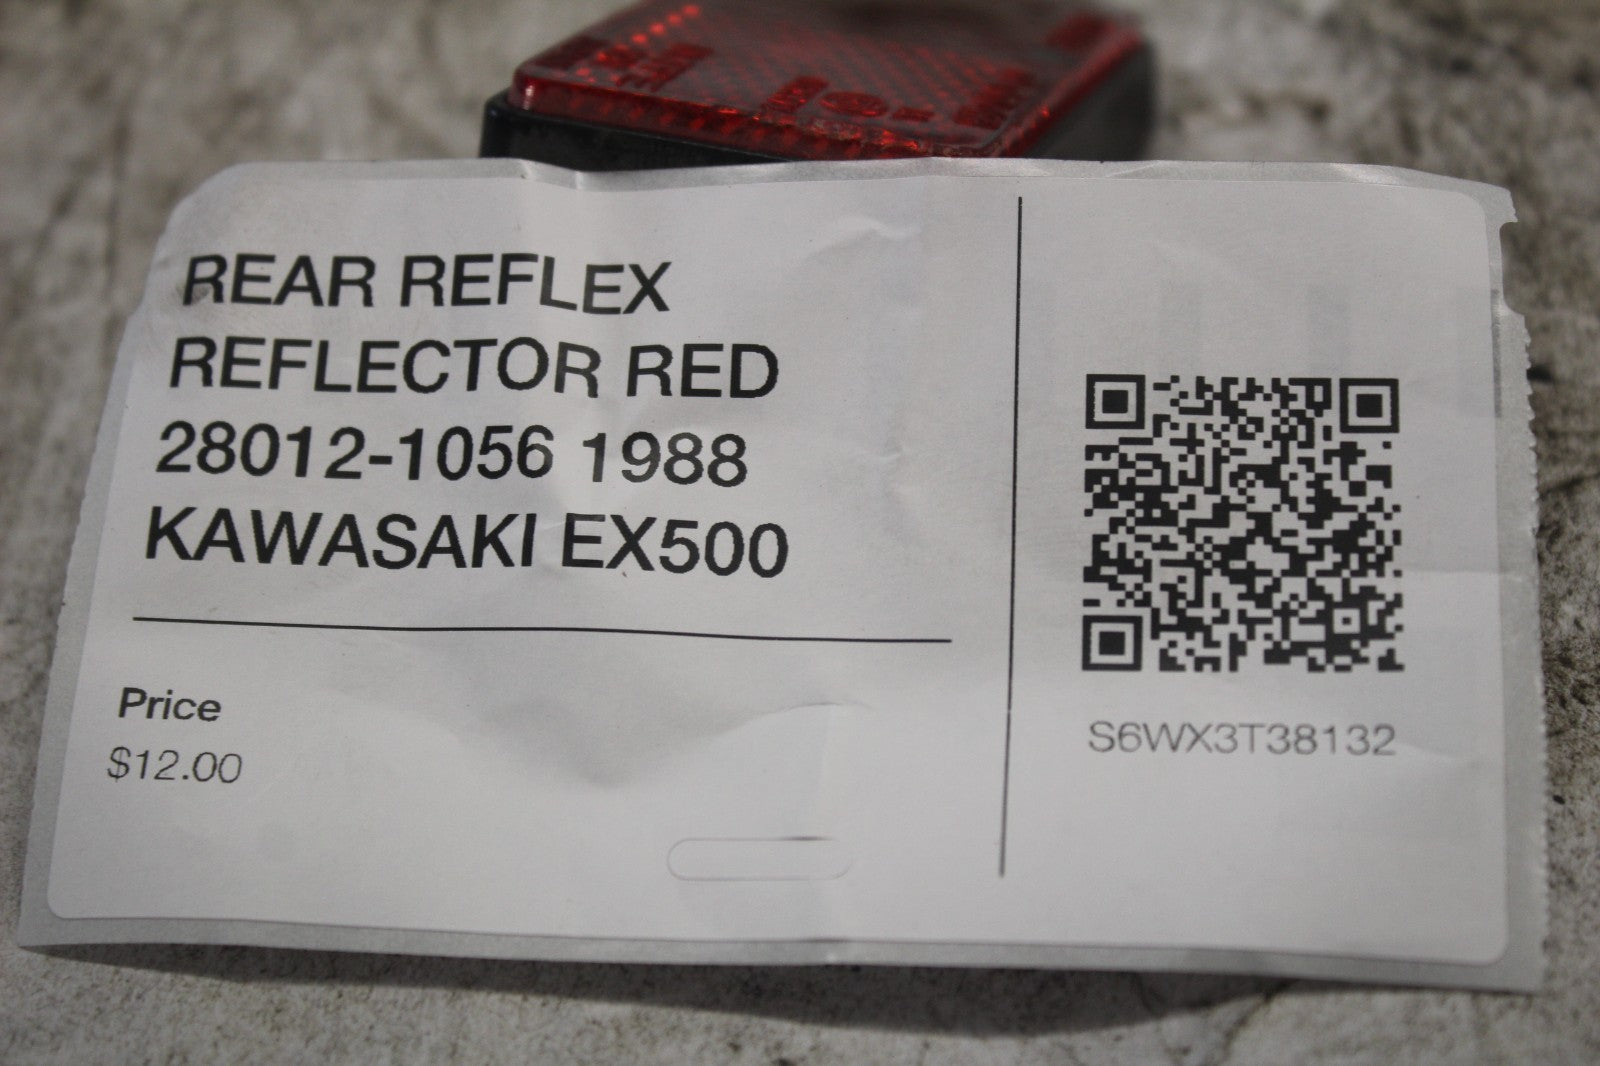 REAR REFLEX
REFLECTOR RED
28012-1056 1988
KAWASAKI EX500
Price
$12.00
S6WX3T38132